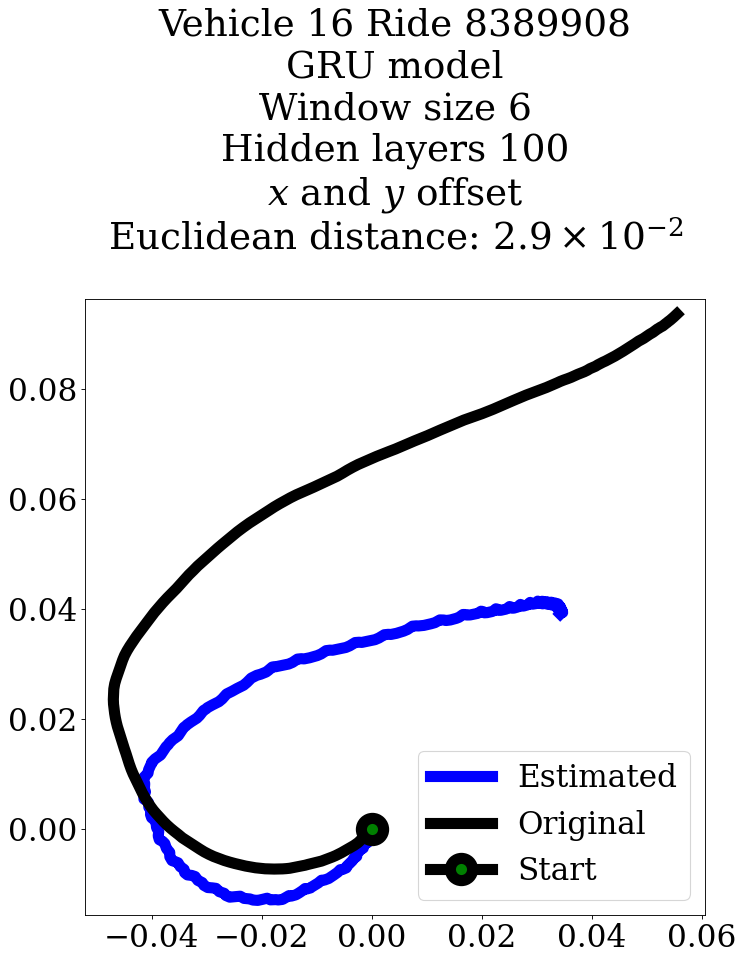 Vehicle 16 Ride 8389908
GRU model
Window size 6
Hidden layers 100
x and y offset
Euclidean distance: 2.9 × 10⁻²
0.08
0.06
0.04
0.02
0.00
Estimated
Original
Start
−0.04 −0.02 0.00 0.02 0.04 0.06